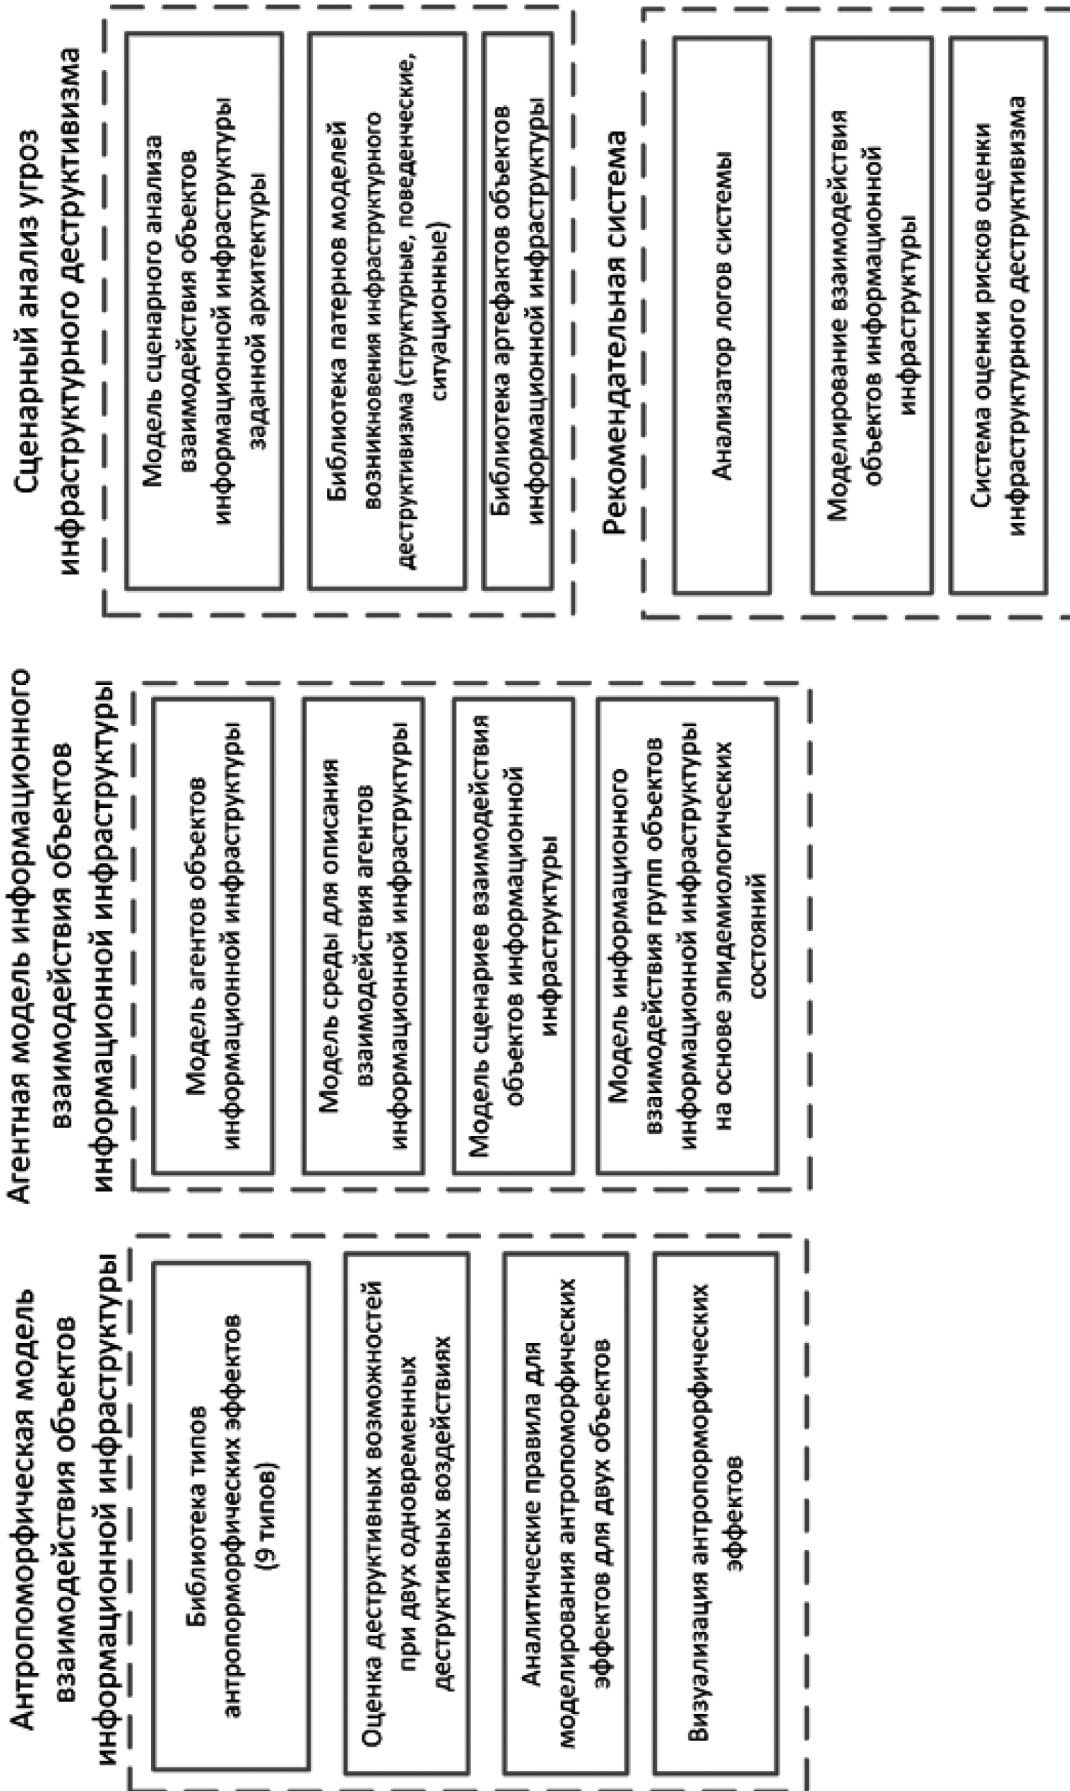 Антропоморфическая модель
взаимодействия объектов
информационной инфраструктуры
Библиотека типов
антропорморфических эффектов
(9 типов)
Оценка деструктивных возможностей
при двух одновременных
деструктивных воздействиях
Аналитические правила для
моделирования антропоморфических
эффектов для двух объектов
Визуализация антропорморфических
эффектов
Агентная модель информационного
взаимодействия объектов
информационной инфраструктуры
Модель агентов объектов
информационной инфраструктуры
Модель среды для описания
взаимодействия агентов
информационной инфраструктуры
Модель сценариев взаимодействия
объектов информационной
инфраструктуры
Модель информационного
взаимодействия групп объектов
информационной инфраструктуры
на основе эпидемиологических
состояний
Сценарный анализ угроз
инфраструктурного деструктивизма
Модель сценарного анализа
взаимодействия объектов
информационной инфраструктуры
заданной архитектуры
Библиотека патернов моделей
возникновения инфраструктурного
деструктивизма (структурные, поведенческие,
ситуационные)
Библиотека артефактов объектов
информационной инфраструктуры
Рекомендательная система
Анализатор логов системы
Моделирование взаимодействия
объектов информационной
инфраструктуры
Система оценки рисков оценки
инфраструктурного деструктивизма